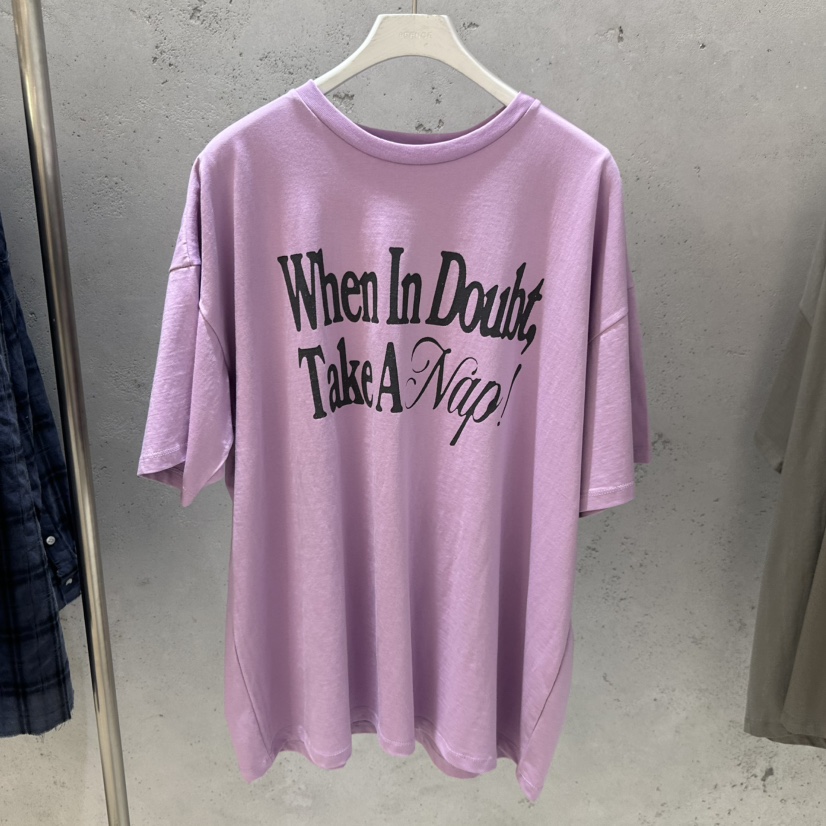 When In Doubt,
Take A Nap!